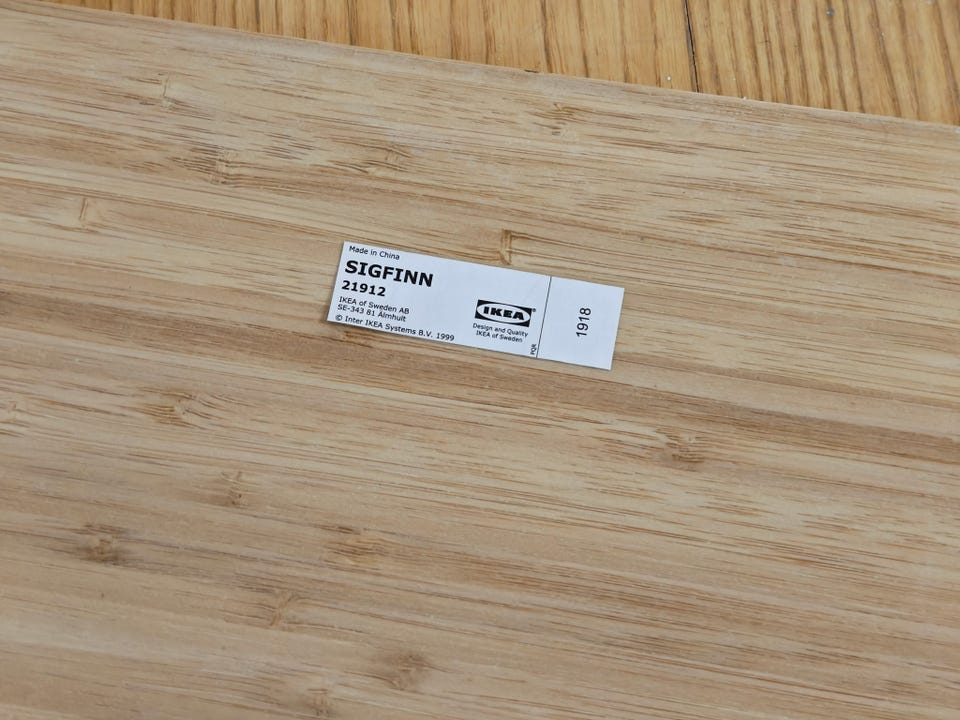 Made in China
SIGFINN
21912
IKEA of Sweden AB
SE-343 81 Älmhult
© Inter IKEA Systems B.V. 1999
IKEA®
Design and Quality
IKEA of Sweden
PQR
1918